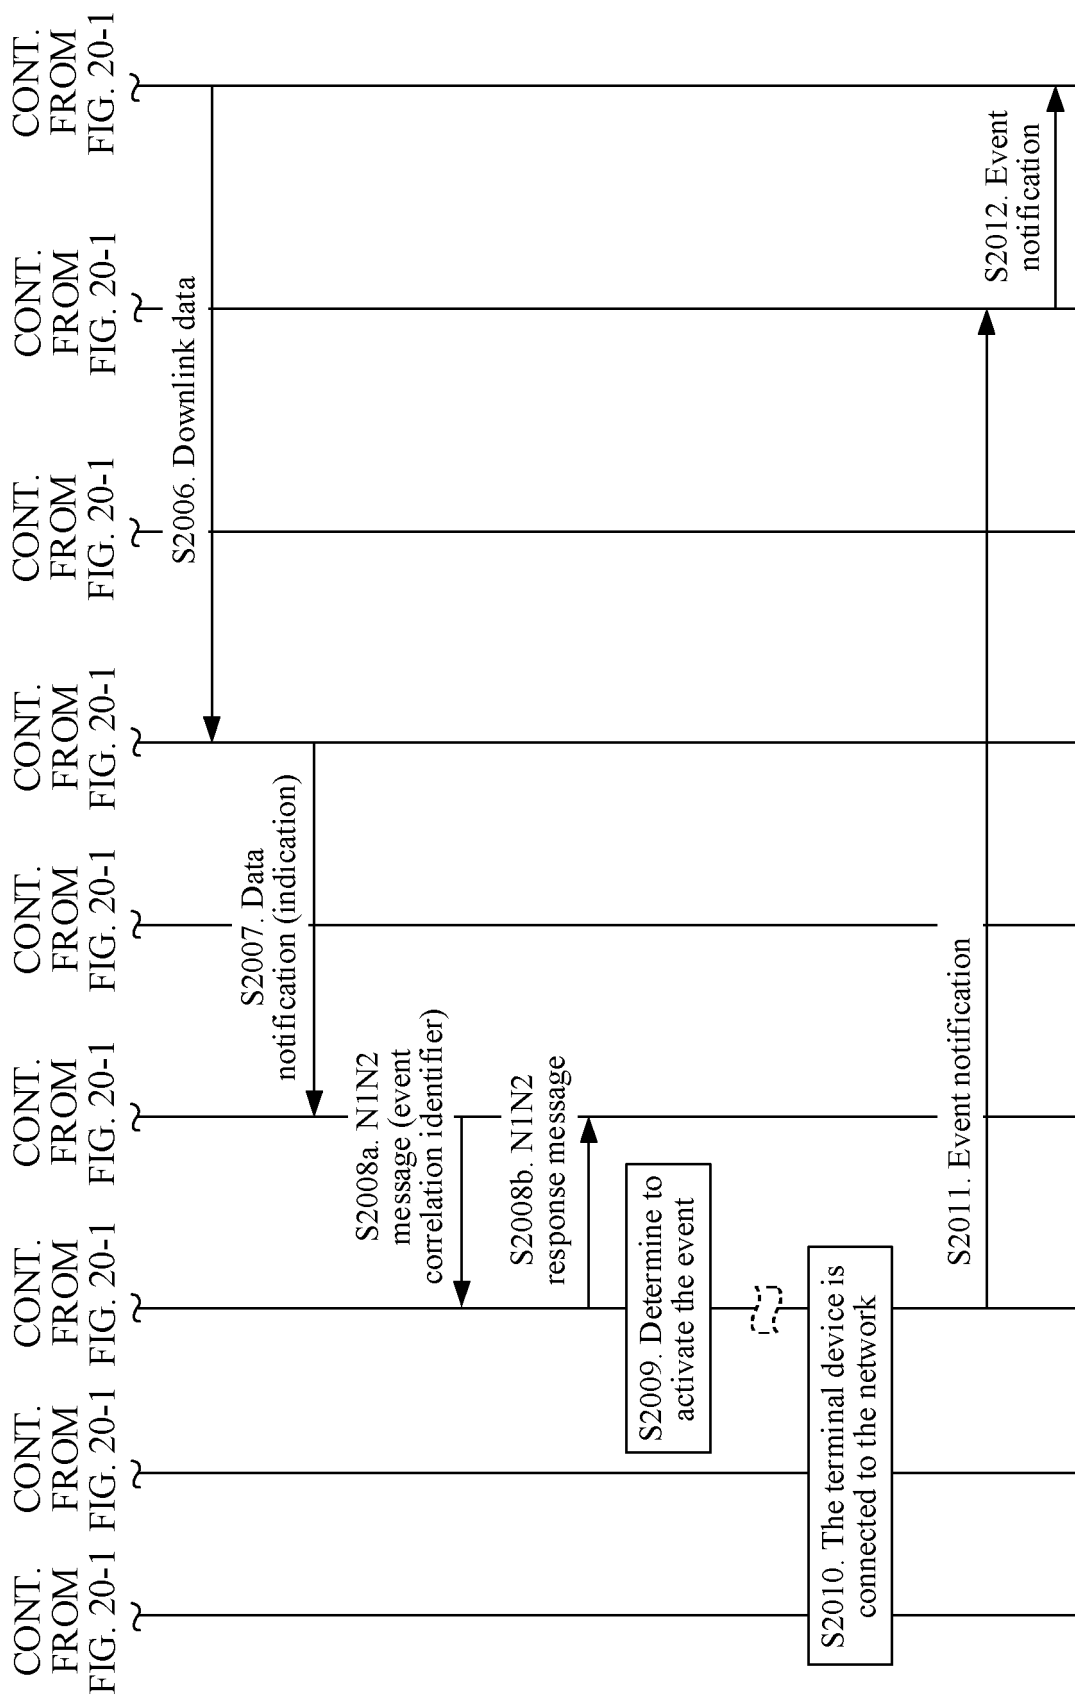 CONT.
FROM
FIG. 20-1
CONT.
FROM
FIG. 20-1
CONT.
FROM
FIG. 20-1
CONT.
FROM
FIG. 20-1
CONT.
FROM
FIG. 20-1
CONT.
FROM
FIG. 20-1
CONT.
FROM
FIG. 20-1
CONT.
FROM
FIG. 20-1
CONT.
FROM
FIG. 20-1
S2006. Downlink data
S2007. Data
notification (indication)
S2008a. N1N2
message (event
correlation identifier)
S2008b. N1N2
response message
S2009. Determine to
activate the event
S2010. The terminal device is
connected to the network
S2011. Event notification
S2012. Event
notification